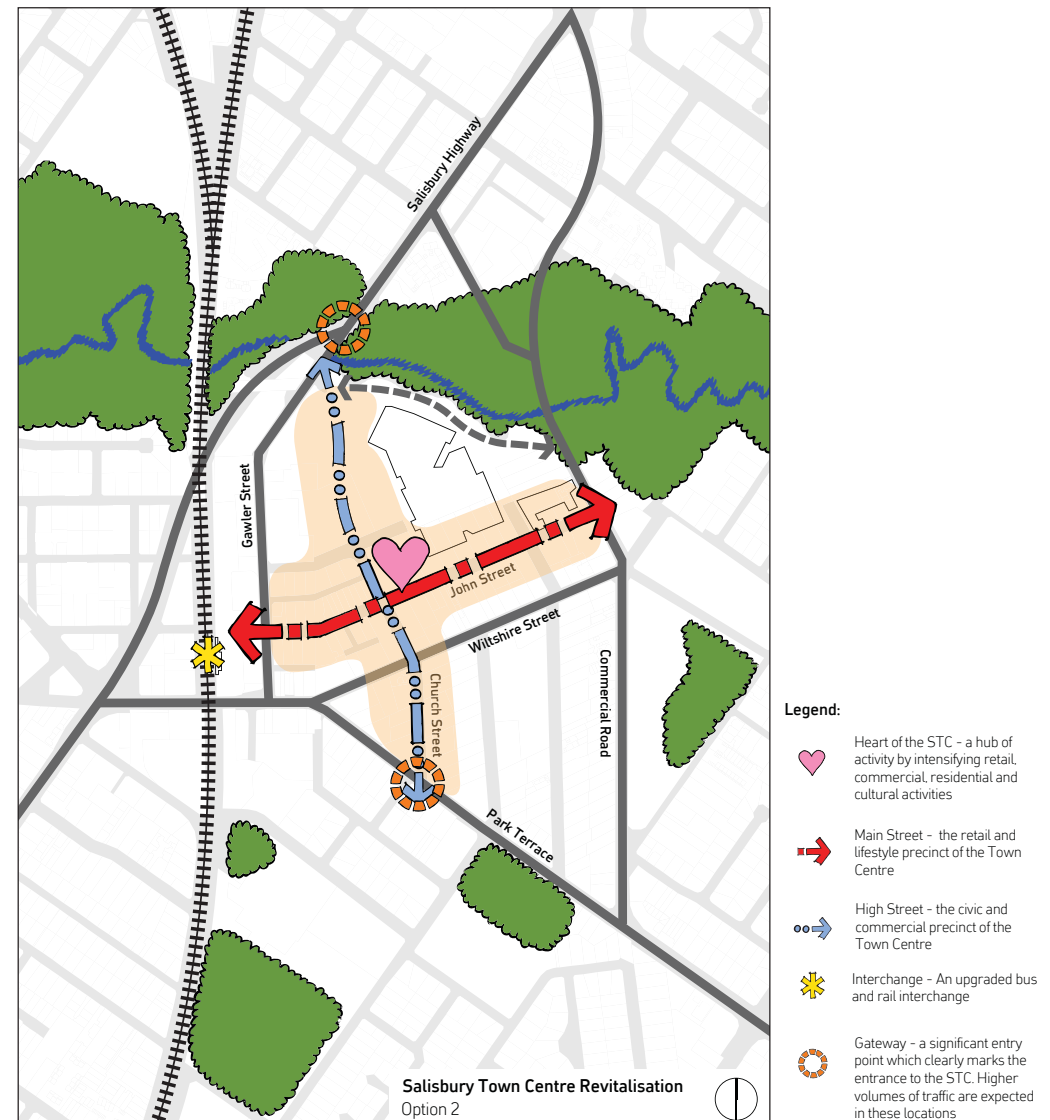 Salisbury Highway
Gawler Street
John Street
Wiltshire Street
Church Street
Commercial Road
Park Terrace
Salisbury Town Centre Revitalisation
Option 2
Legend:
Heart of the STC - a hub of
activity by intensifying retail,
commercial, residential and
cultural activities
Main Street - the retail and
lifestyle precinct of the Town
Centre
High Street - the civic and
commercial precinct of the
Town Centre
Interchange - An upgraded bus
and rail interchange
Gateway - a significant entry
point which clearly marks the
entrance to the STC. Higher
volumes of traffic are expected
in these locations